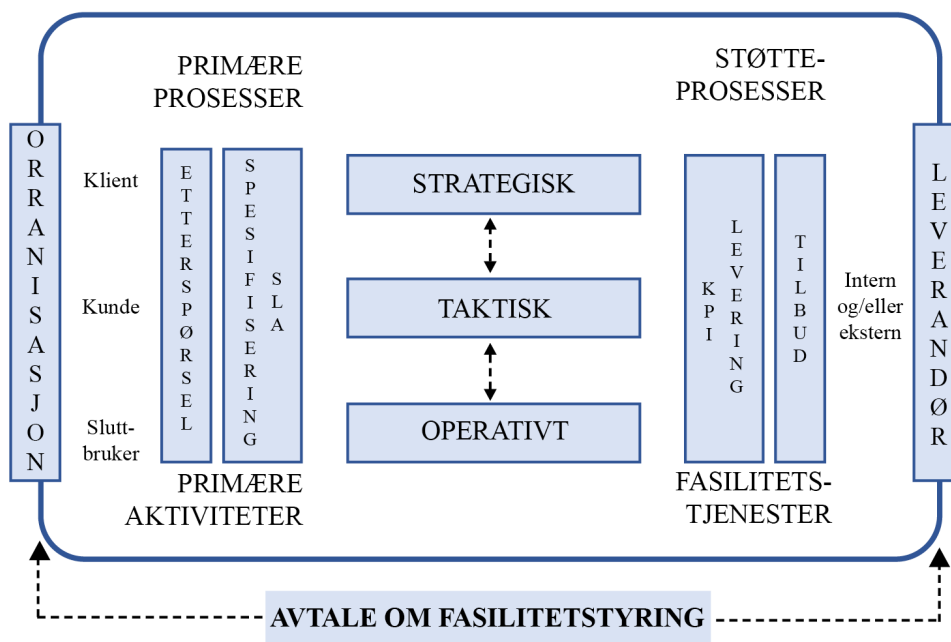 PRIMÆRE
PROSESSER
STØTTE-
PROSESSER
ORRANISASJON
Klient
Kunde
Slutt-
bruker
ETTERSPØRSEL
SPESIFISERING
SLA
STRATEGISK
TAKTISK
OPERATIVT
KPI
LEVERING
TILBUD
Intern
og/eller
ekstern
LEVERANDØR
PRIMÆRE
AKTIVITETER
FASILITETS-
TJENESTER
AVTALE OM FASILITETSTYRING